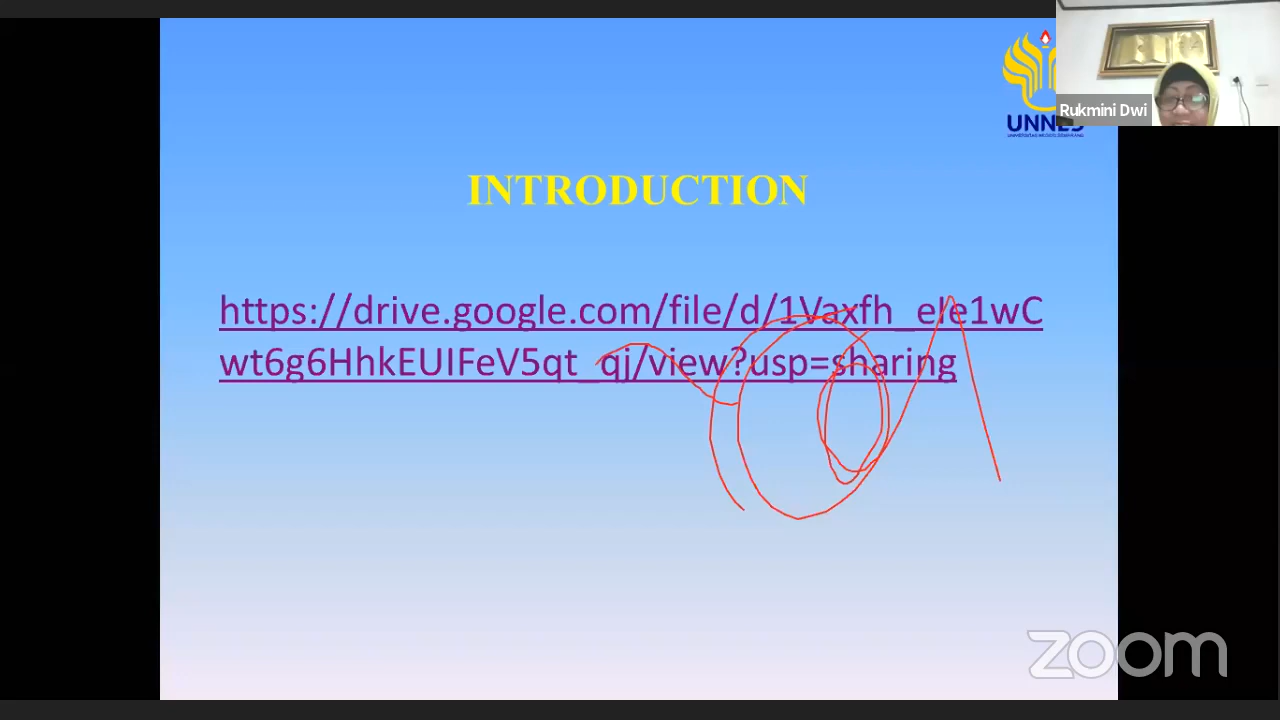 UNNES
Rukmini Dwi
INTRODUCTION
https://drive.google.com/file/d/1Vaxfh_eIe1wC
wt6g6HhkEUIFeV5qt_qj/view?usp=sharing
zoom